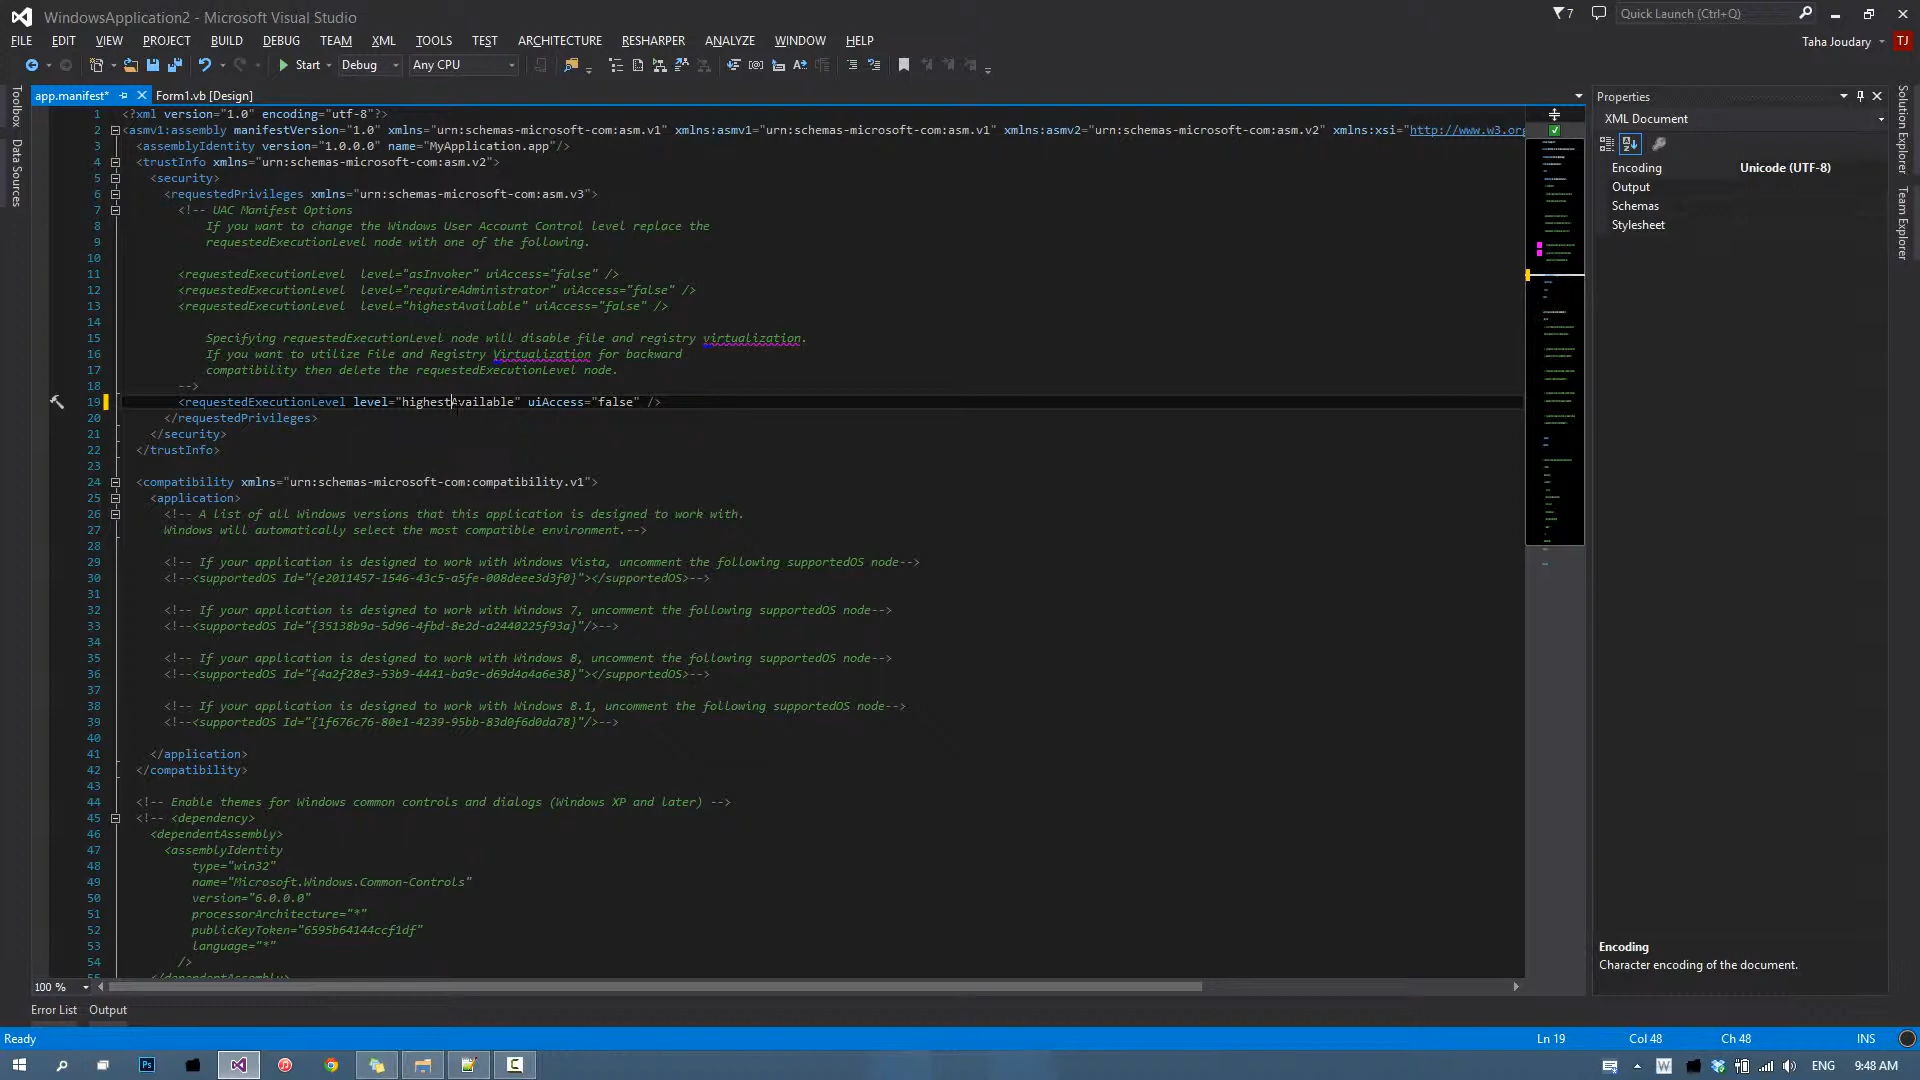 WindowsApplication2 - Microsoft Visual Studio
7
Quick Launch (Ctrl+Q)
FILE EDIT VIEW PROJECT BUILD DEBUG TEAM XML TOOLS TEST ARCHITECTURE RESHARPER ANALYZE WINDOW HELP
Taha Joudary TJ
Start Debug Any CPU
app.manifest* Form1.vb [Design]
Toolbox
Data Sources
1 <?xml version="1.0" encoding="utf-8"?>
2 <asmv1:assembly manifestVersion="1.0" xmlns="urn:schemas-microsoft-com:asm.v1" xmlns:asmv1="urn:schemas-microsoft-com:asm.v1" xmlns:asmv2="urn:schemas-microsoft-com:asm.v2" xmlns:xsi="http://www.w3.org
3 <assemblyIdentity version="1.0.0.0" name="MyApplication.app"/>
4 <trustInfo xmlns="urn:schemas-microsoft-com:asm.v2">
5 <security>
6 <requestedPrivileges xmlns="urn:schemas-microsoft-com:asm.v3">
7 <!-- UAC Manifest Options
8 If you want to change the Windows User Account Control level replace the
9 requestedExecutionLevel node with one of the following.
10
11 <requestedExecutionLevel  level="asInvoker" uiAccess="false" />
12 <requestedExecutionLevel  level="requireAdministrator" uiAccess="false" />
13 <requestedExecutionLevel  level="highestAvailable" uiAccess="false" />
14
15 Specifying requestedExecutionLevel node will disable file and registry virtualization.
16 If you want to utilize File and Registry Virtualization for backward
17 compatibility then delete the requestedExecutionLevel node.
18 -->
19 <requestedExecutionLevel level="highestAvailable" uiAccess="false" />
20 </requestedPrivileges>
21 </security>
22 </trustInfo>
23
24 <compatibility xmlns="urn:schemas-microsoft-com:compatibility.v1">
25 <application>
26 <!-- A list of all Windows versions that this application is designed to work with.
27 Windows will automatically select the most compatible environment.-->
28
29 <!-- If your application is designed to work with Windows Vista, uncomment the following supportedOS node-->
30 <!--<supportedOS Id="{e2011457-1546-43c5-a5fe-008deee3d3f0}"></supportedOS>-->
31
32 <!-- If your application is designed to work with Windows 7, uncomment the following supportedOS node-->
33 <!--<supportedOS Id="{35138b9a-5d96-4fbd-8e2d-a2440225f93a}"/>-->
34
35 <!-- If your application is designed to work with Windows 8, uncomment the following supportedOS node-->
36 <!--<supportedOS Id="{4a2f28e3-53b9-4441-ba9c-d69d4a4a6e38}"></supportedOS>-->
37
38 <!-- If your application is designed to work with Windows 8.1, uncomment the following supportedOS node-->
39 <!--<supportedOS Id="{1f676c76-80e1-4239-95bb-83d0f6d0da78}"/>-->
40
41 </application>
42 </compatibility>
43
44 <!-- Enable themes for Windows common controls and dialogs (Windows XP and later) -->
45 <!-- <dependency>
46 <dependentAssembly>
47 <assemblyIdentity
48 type="win32"
49 name="Microsoft.Windows.Common-Controls"
50 version="6.0.0.0"
51 processorArchitecture="*"
52 publicKeyToken="6595b64144ccf1df"
53 language="*"
54 />
55 </dependentAssembly>
Properties
XML Document
Encoding Unicode (UTF-8)
Output
Schemas
Stylesheet
Encoding
Character encoding of the document.
Solution Explorer
Team Explorer
100 %
Error List Output
Ready Ln 19 Col 48 Ch 48 INS
Ps ENG 9:48 AM